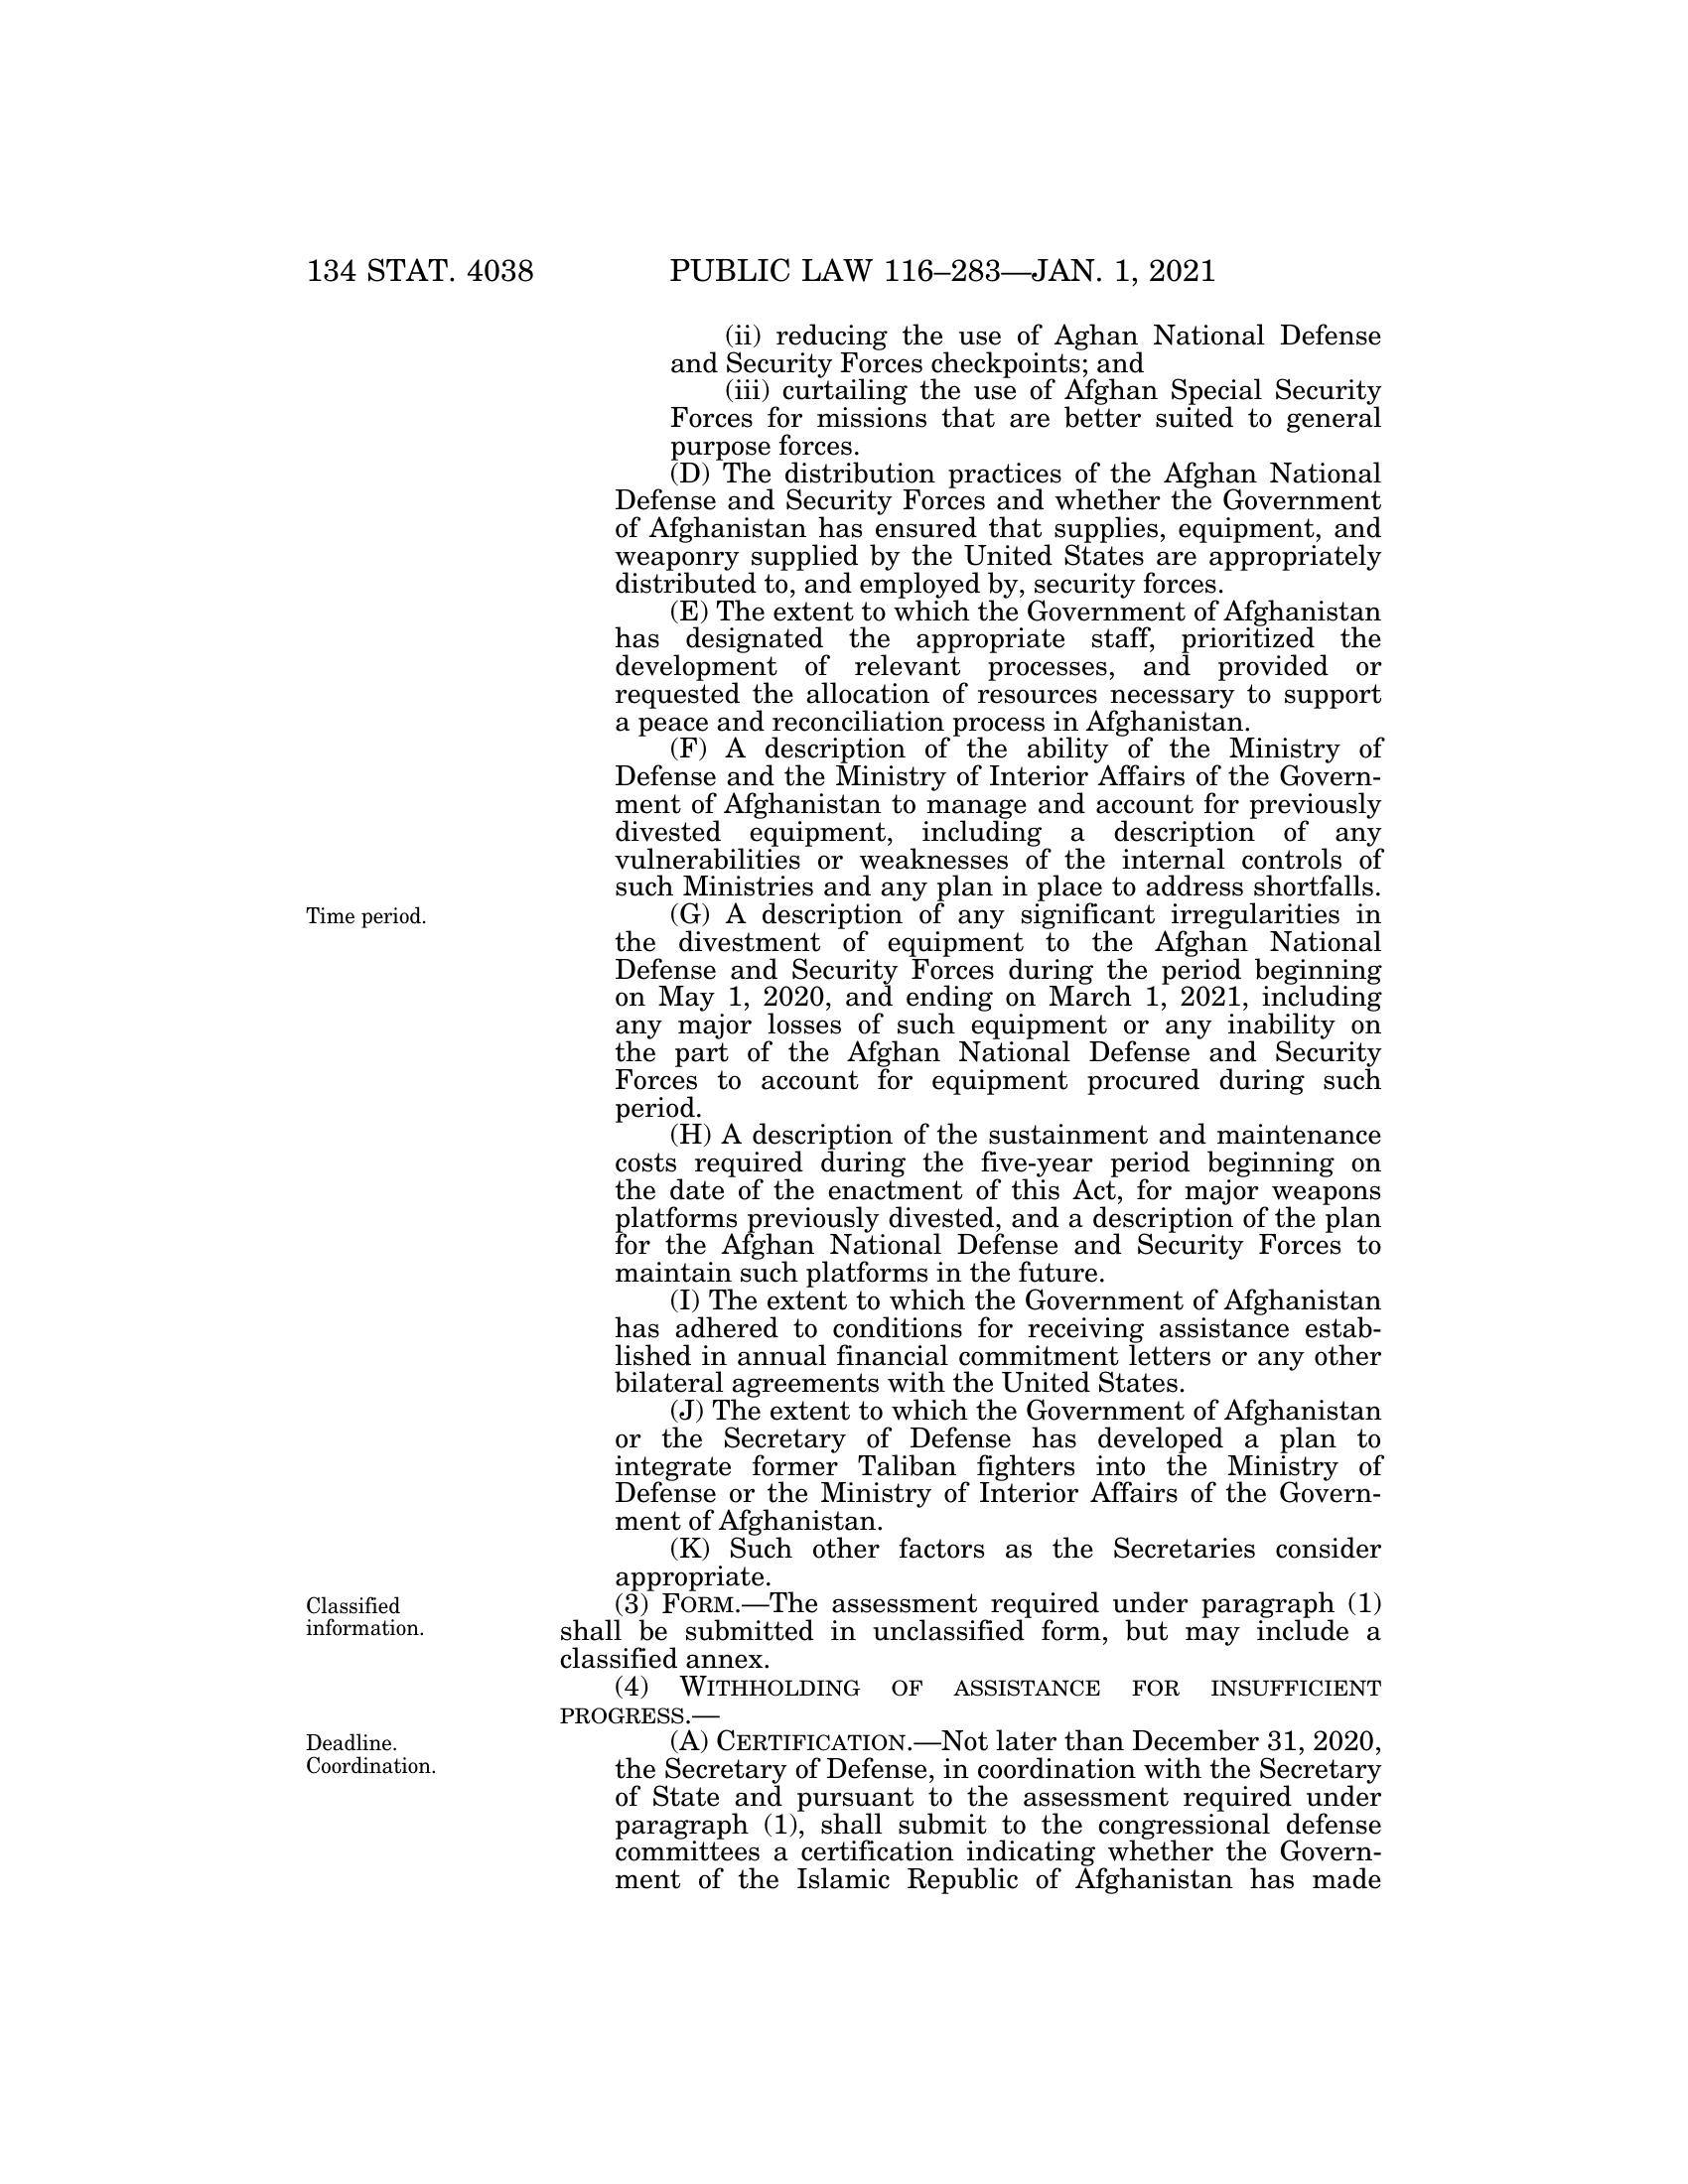 134 STAT. 4038 PUBLIC LAW 116–283—JAN. 1, 2021
(ii) reducing the use of Aghan National Defense
and Security Forces checkpoints; and
(iii) curtailing the use of Afghan Special Security
Forces for missions that are better suited to general
purpose forces.
(D) The distribution practices of the Afghan National
Defense and Security Forces and whether the Government
of Afghanistan has ensured that supplies, equipment, and
weaponry supplied by the United States are appropriately
distributed to, and employed by, security forces.
(E) The extent to which the Government of Afghanistan
has designated the appropriate staff, prioritized the
development of relevant processes, and provided or
requested the allocation of resources necessary to support
a peace and reconciliation process in Afghanistan.
(F) A description of the ability of the Ministry of
Defense and the Ministry of Interior Affairs of the Govern-
ment of Afghanistan to manage and account for previously
divested equipment, including a description of any
vulnerabilities or weaknesses of the internal controls of
such Ministries and any plan in place to address shortfalls.
Time period.
(G) A description of any significant irregularities in
the divestment of equipment to the Afghan National
Defense and Security Forces during the period beginning
on May 1, 2020, and ending on March 1, 2021, including
any major losses of such equipment or any inability on
the part of the Afghan National Defense and Security
Forces to account for equipment procured during such
period.
(H) A description of the sustainment and maintenance
costs required during the five-year period beginning on
the date of the enactment of this Act, for major weapons
platforms previously divested, and a description of the plan
for the Afghan National Defense and Security Forces to
maintain such platforms in the future.
(I) The extent to which the Government of Afghanistan
has adhered to conditions for receiving assistance estab-
lished in annual financial commitment letters or any other
bilateral agreements with the United States.
(J) The extent to which the Government of Afghanistan
or the Secretary of Defense has developed a plan to
integrate former Taliban fighters into the Ministry of
Defense or the Ministry of Interior Affairs of the Govern-
ment of Afghanistan.
(K) Such other factors as the Secretaries consider
appropriate.
Classified
information.
(3) FORM.—The assessment required under paragraph (1)
shall be submitted in unclassified form, but may include a
classified annex.
(4) WITHHOLDING OF ASSISTANCE FOR INSUFFICIENT
PROGRESS.—
Deadline.
Coordination.
(A) CERTIFICATION.—Not later than December 31, 2020,
the Secretary of Defense, in coordination with the Secretary
of State and pursuant to the assessment required under
paragraph (1), shall submit to the congressional defense
committees a certification indicating whether the Govern-
ment of the Islamic Republic of Afghanistan has made